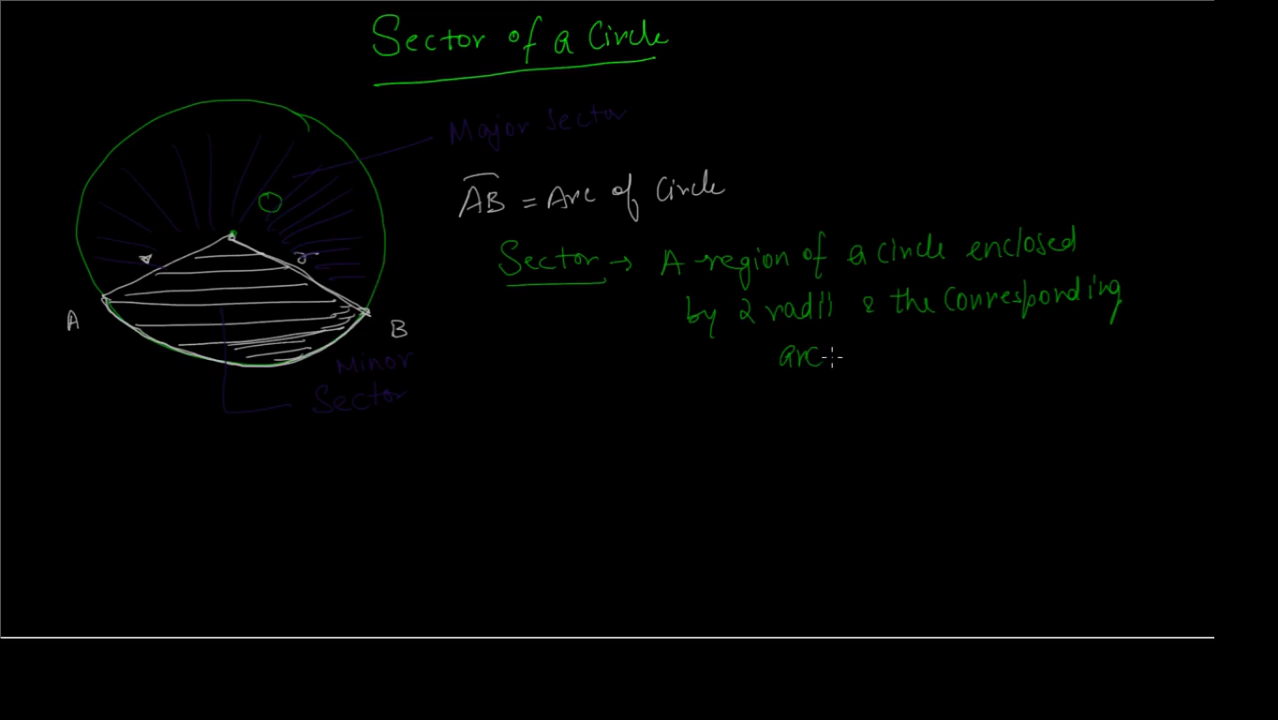 Sector of a Circle
Major Sector
AB = Arc of Circle
Sector → A region of a circle enclosed
by 2 radii & the Corresponding
arc
r
r
A
B
Minor
Sector